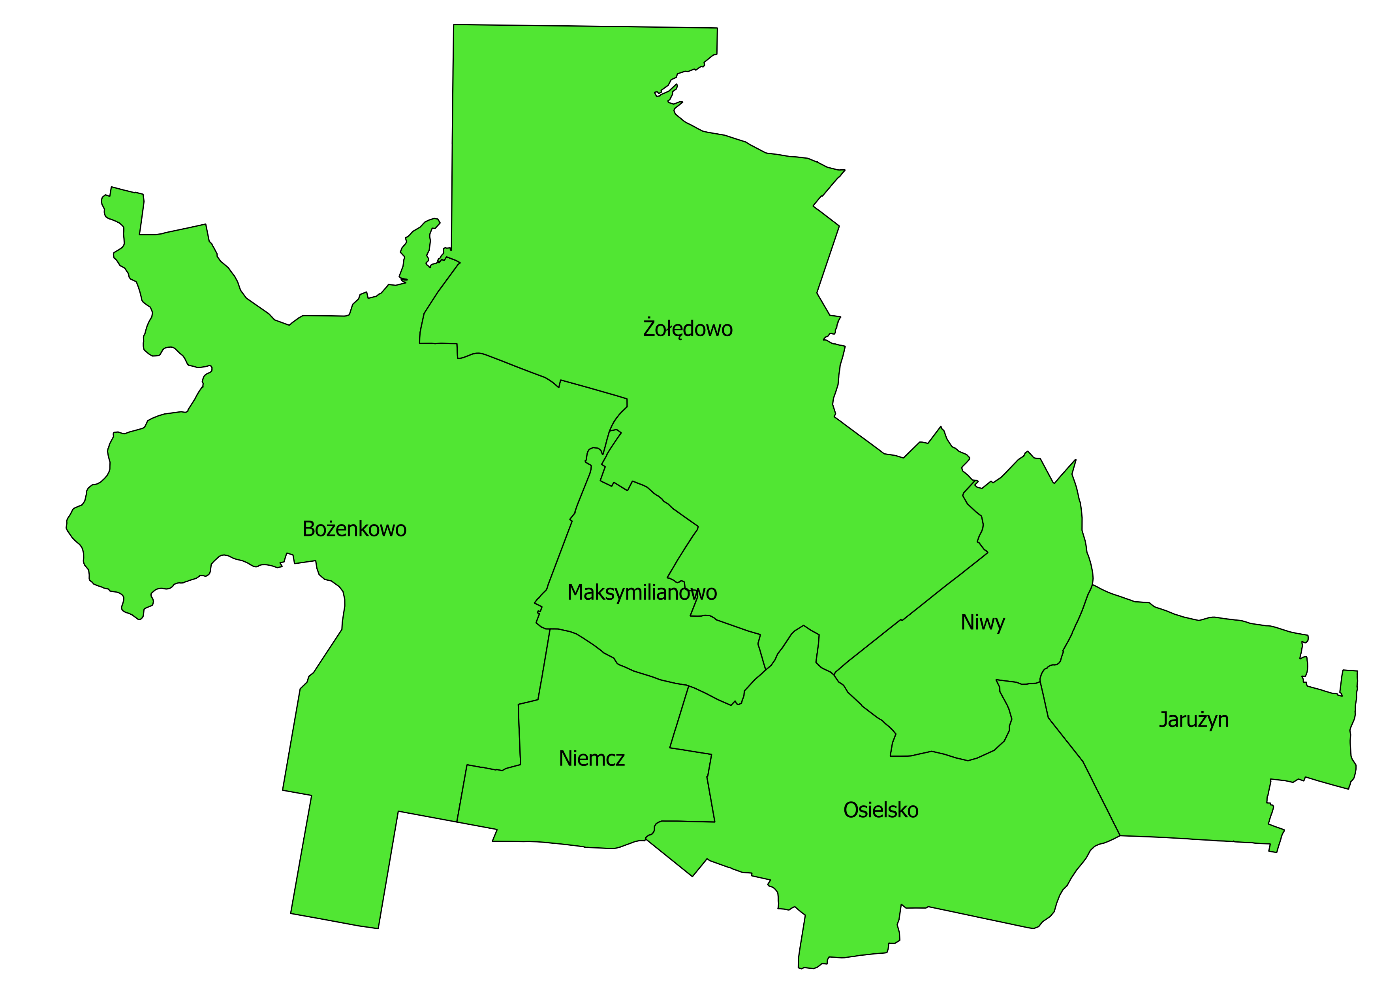 Żołędowo
Bożenkowo
Maksymilianowo
Niwy
Jarużyn
Niemcz
Osielsko